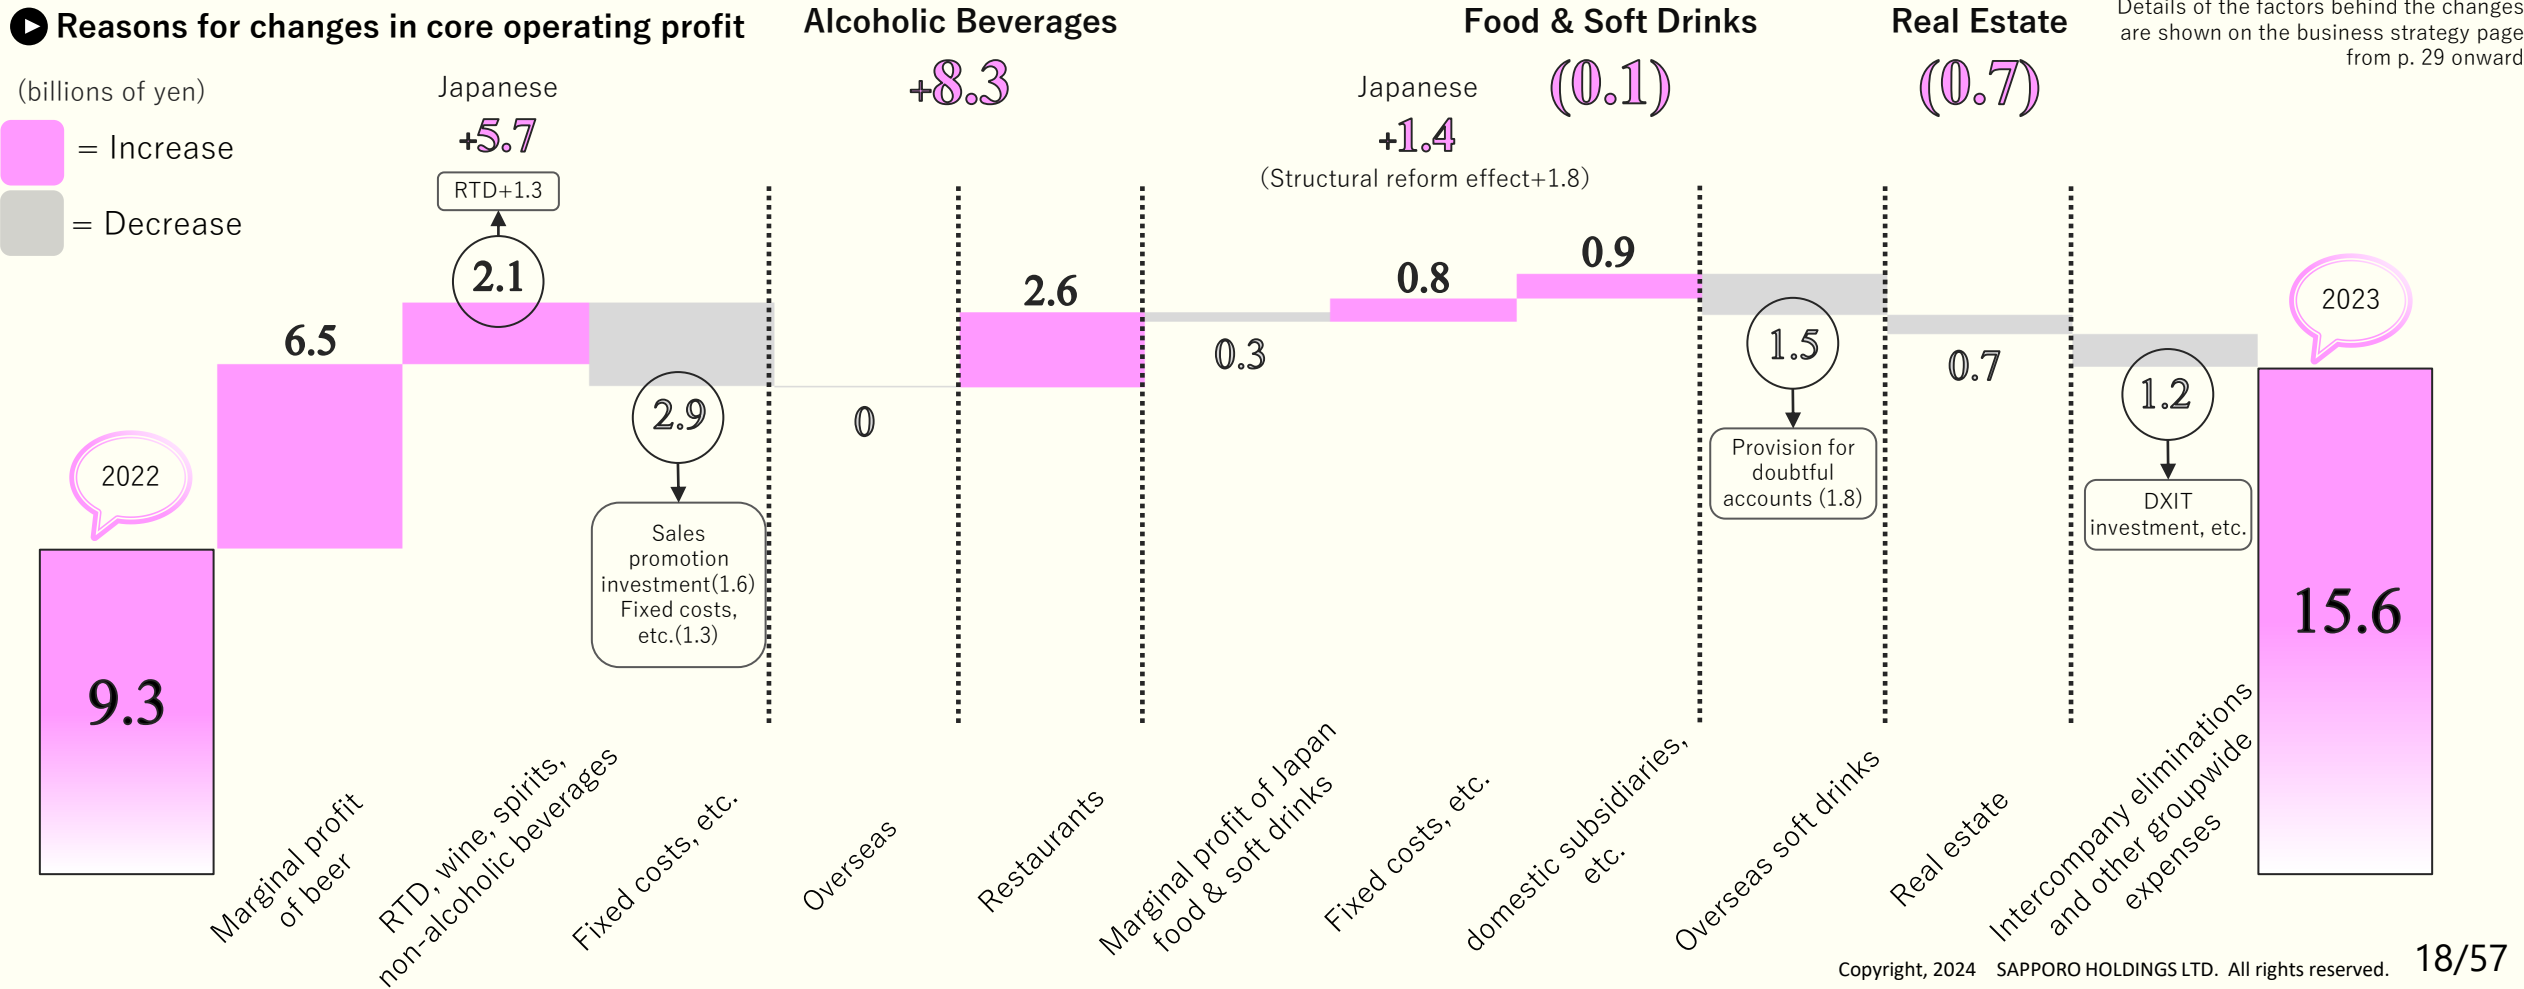 Reasons for changes in core operating profit
Alcoholic Beverages
Food & Soft Drinks
Real Estate
Details of the factors behind the changes
are shown on the business strategy page
from p. 29 onward
(billions of yen)
= Increase
= Decrease
Japanese
+5.7
+8.3
Japanese
+1.4
(Structural reform effect+1.8)
(0.1)
(0.7)
RTD+1.3
2022
9.3
6.5
2.1
2.9
Sales
promotion
investment(1.6)
Fixed costs,
etc.(1.3)
0
2.6
0.3
0.8
0.9
1.5
Provision for
doubtful
accounts (1.8)
0.7
1.2
DXIT
investment, etc.
2023
15.6
Marginal profit
of beer
RTD, wine, spirits,
non-alcoholic beverages
Fixed costs, etc.
Overseas
Restaurants
Marginal profit of Japan
food & soft drinks
Fixed costs, etc.
domestic subsidiaries,
etc.
Overseas soft drinks
Real estate
Intercompany eliminations
and other groupwide
expenses
Copyright, 2024 SAPPORO HOLDINGS LTD. All rights reserved.
18/57